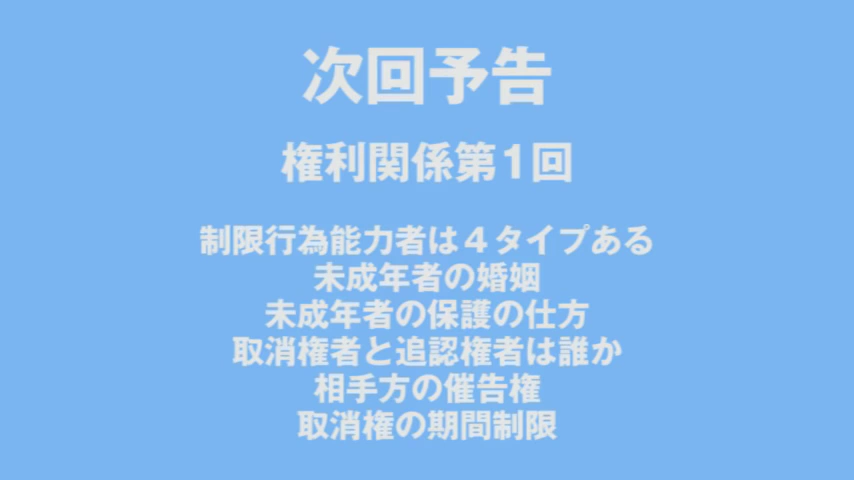 次回予告
権利関係第1回
制限行為能力者は4タイプある
未成年者の婚姻
未成年者の保護の仕方
取消権者と追認権者は誰か
相手方の催告権
取消権の期間制限